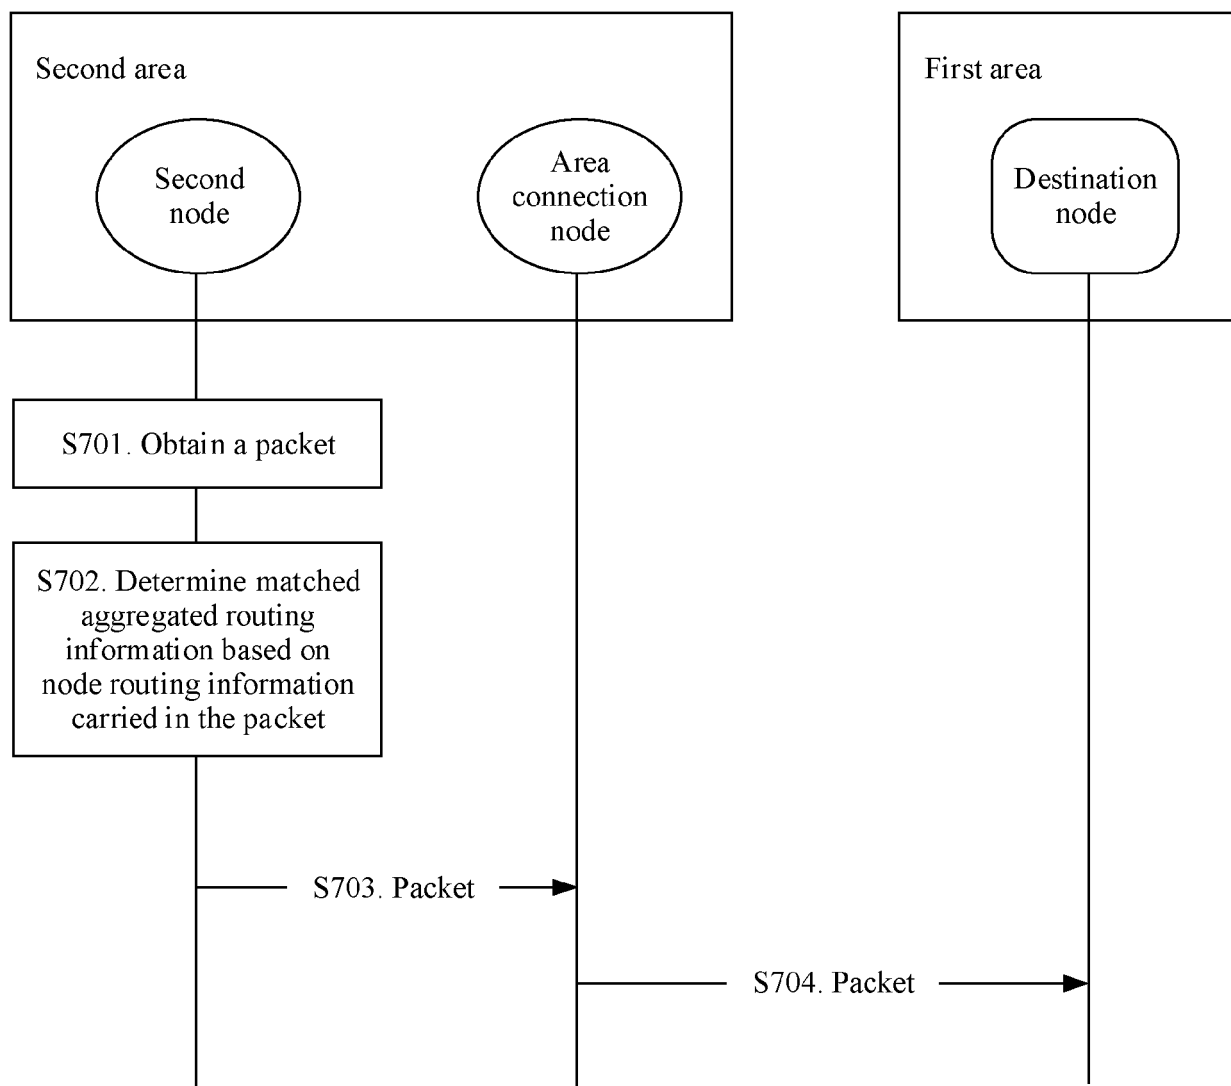 Second area
First area
Second
node
Area
connection
node
Destination
node
S701. Obtain a packet
S702. Determine matched
aggregated routing
information based on
node routing information
carried in the packet
S703. Packet
S704. Packet